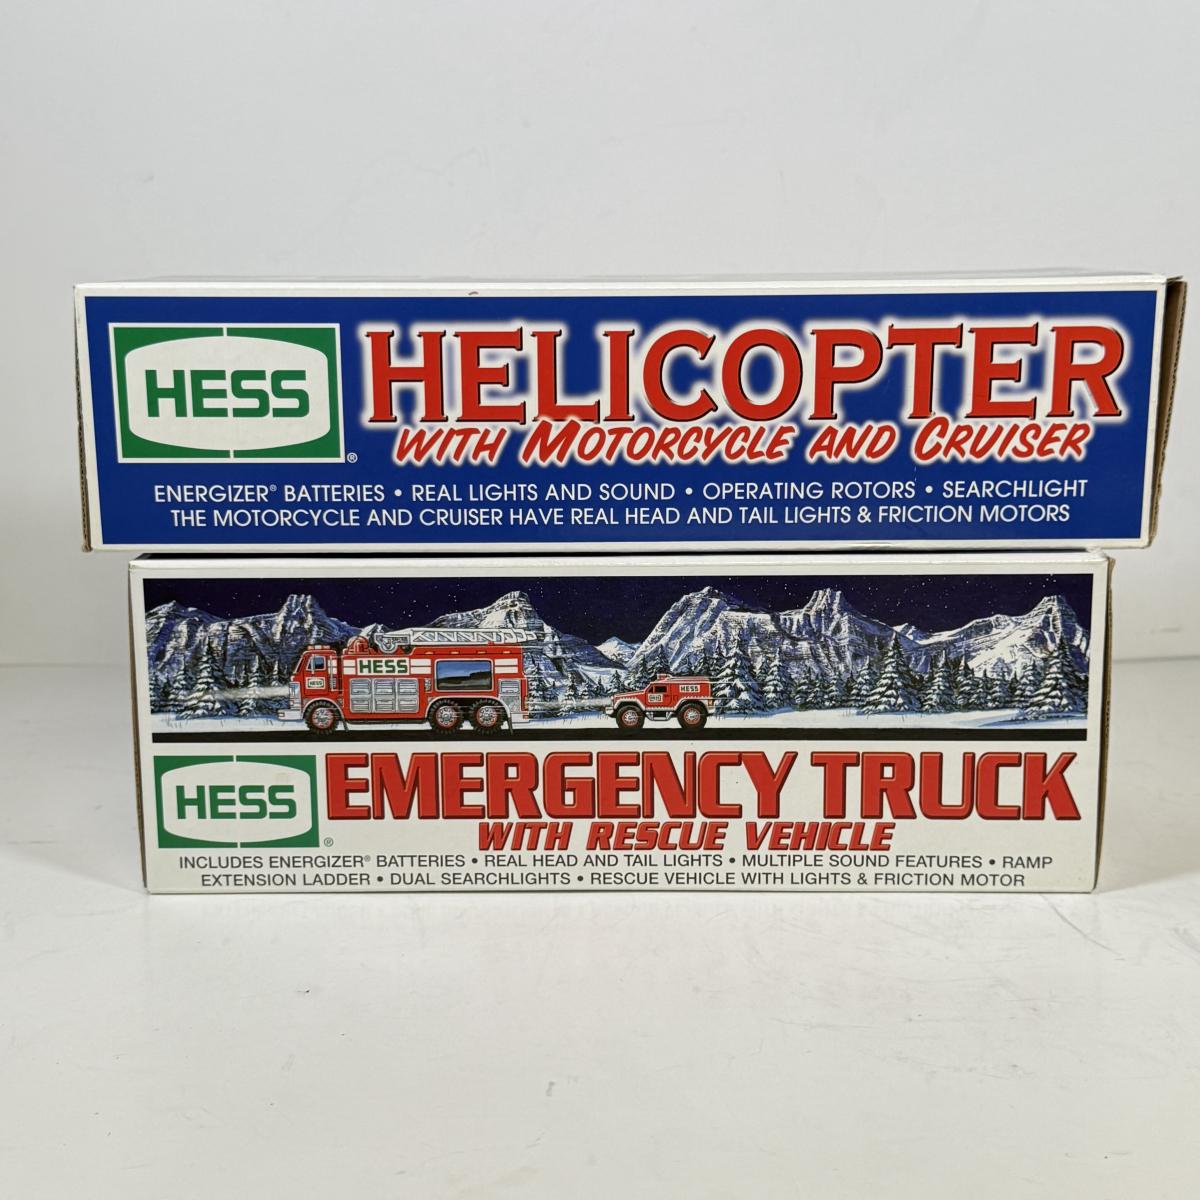 HESS
®
HELICOPTER
WITH MOTORCYCLE AND CRUISER
ENERGIZER® BATTERIES • REAL LIGHTS AND SOUND • OPERATING ROTORS • SEARCHLIGHT
THE MOTORCYCLE AND CRUISER HAVE REAL HEAD AND TAIL LIGHTS & FRICTION MOTORS
HESS
HESS
HESS
HESS
®
EMERGENCY TRUCK
WITH RESCUE VEHICLE
INCLUDES ENERGIZER® BATTERIES • REAL HEAD AND TAIL LIGHTS • MULTIPLE SOUND FEATURES • RAMP
EXTENSION LADDER • DUAL SEARCHLIGHTS • RESCUE VEHICLE WITH LIGHTS & FRICTION MOTOR